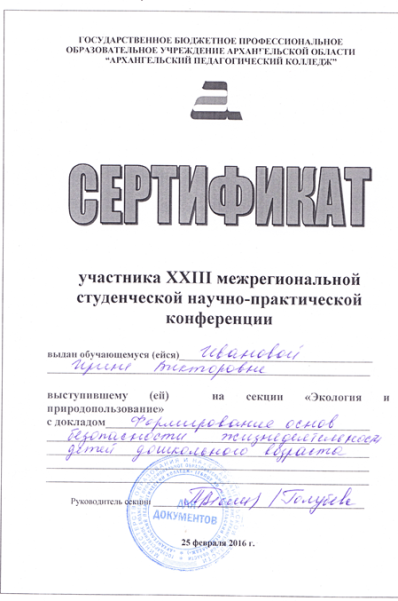 ГОСУДАРСТВЕННОЕ БЮДЖЕТНОЕ ПРОФЕССИОНАЛЬНОЕ
ОБРАЗОВАТЕЛЬНОЕ УЧРЕЖДЕНИЕ АРХАНГЕЛЬСКОЙ ОБЛАСТИ
"АРХАНГЕЛЬСКИЙ ПЕДАГОГИЧЕСКИЙ КОЛЛЕДЖ"
СЕРТИФИКАТ
участника XXIII межрегиональной
студенческой научно-практической
конференции
выдан обучающемуся (ейся) Ивановой
Ирине Викторовне
выступившему (ей) на секции «Экология и
природопользование»
с докладом Формирование основ
безопасности жизнедеятельности
детей дошкольного возраста
Руководитель секции / Голубева
ДЛЯ
ДОКУМЕНТОВ
25 февраля 2016 г.